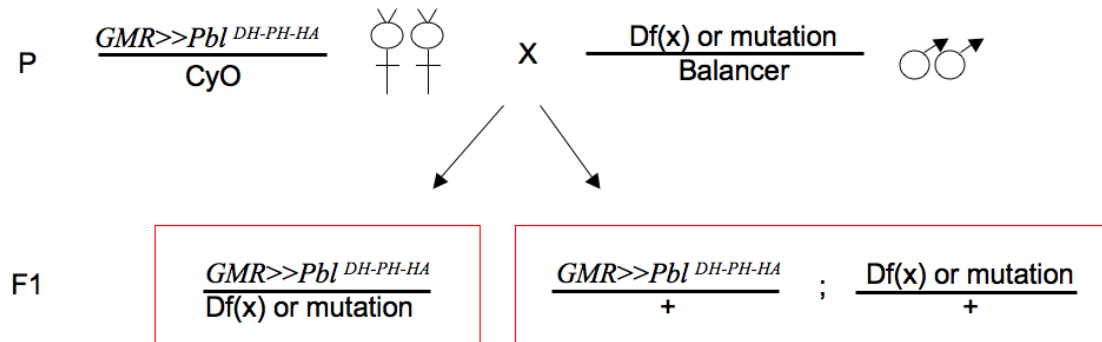 P GMR>>Pbl DH-PH-HA X Df(x) or mutation
CyO Balancer
F1 GMR>>Pbl DH-PH-HA GMR>>Pbl DH-PH-HA ; Df(x) or mutation
Df(x) or mutation + +